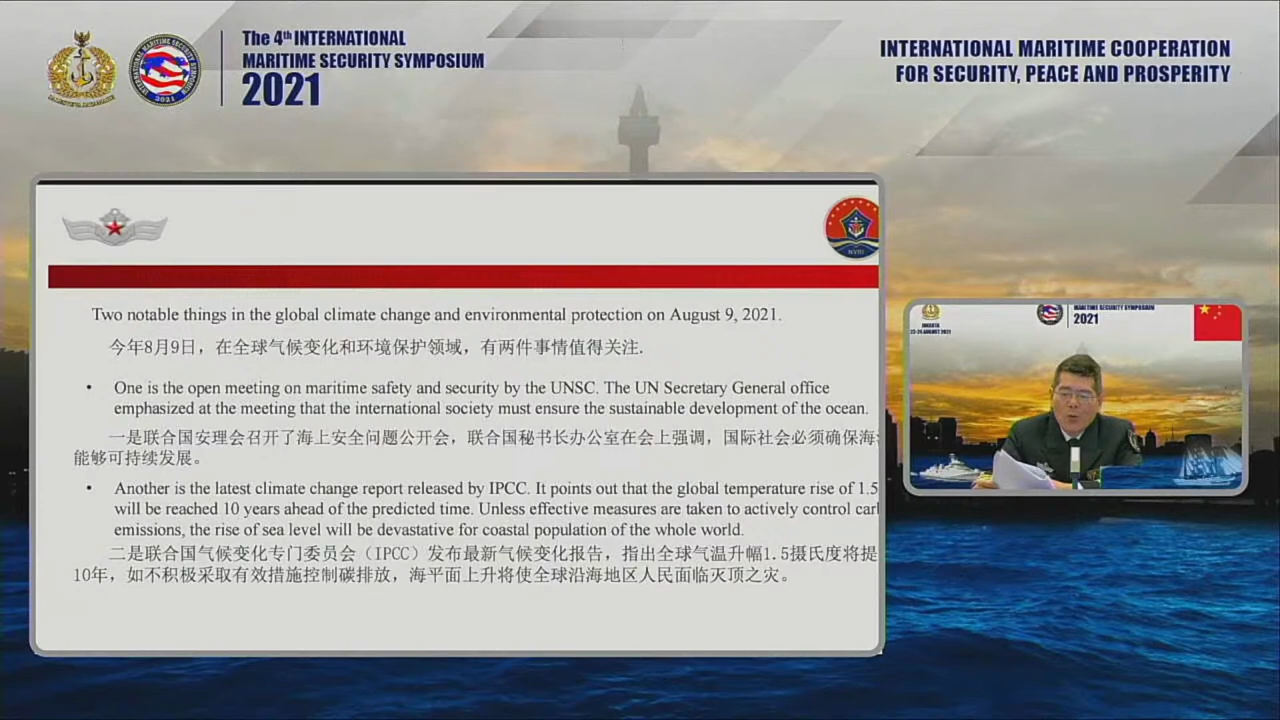 The 4th INTERNATIONAL
MARITIME SECURITY SYMPOSIUM
2021
INTERNATIONAL MARITIME COOPERATION
FOR SECURITY, PEACE AND PROSPERITY
Two notable things in the global climate change and environmental protection on August 9, 2021.
今年8月9日，在全球气候变化和环境保护领域，有两件事情值得关注.
• One is the open meeting on maritime safety and security by the UNSC. The UN Secretary General office
emphasized at the meeting that the international society must ensure the sustainable development of the ocean.
一是联合国安理会召开了海上安全问题公开会，联合国秘书长办公室在会上强调，国际社会必须确保海
能够可持续发展。
• Another is the latest climate change report released by IPCC. It points out that the global temperature rise of 1.5
will be reached 10 years ahead of the predicted time. Unless effective measures are taken to actively control car
emissions, the rise of sea level will be devastative for coastal population of the whole world.
二是联合国气候变化专门委员会（IPCC）发布最新气候变化报告，指出全球气温升幅1.5摄氏度将提
10年，如不积极采取有效措施控制碳排放，海平面上升将使全球沿海地区人民面临灭顶之灾。
MARITIME SECURITY SYMPOSIUM
2021
JAKARTA